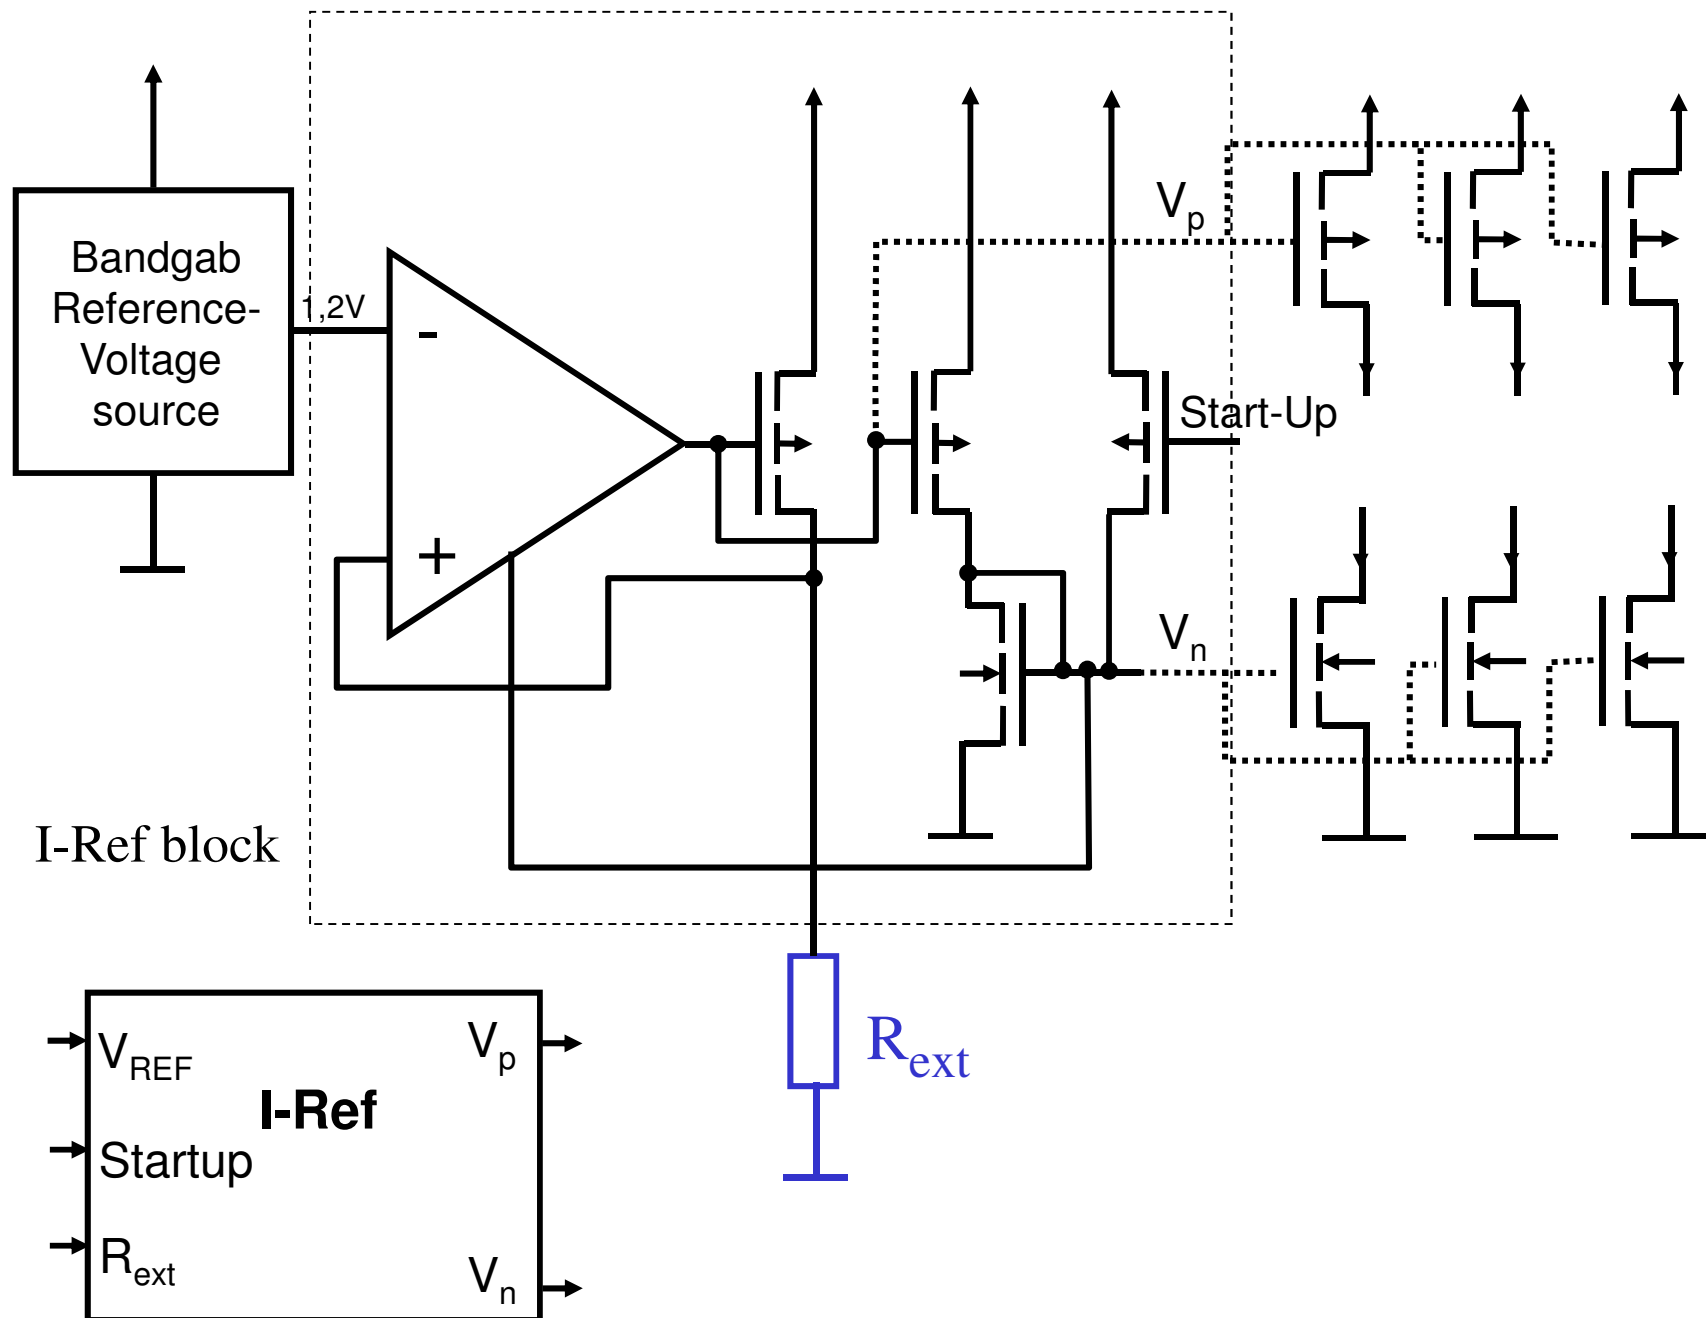 Bandgab
Reference-
Voltage
source
1,2V
-
+
Vp
Start-Up
Vn
I-Ref block
Rext
VREF
Vp
I-Ref
Startup
Rext
Vn